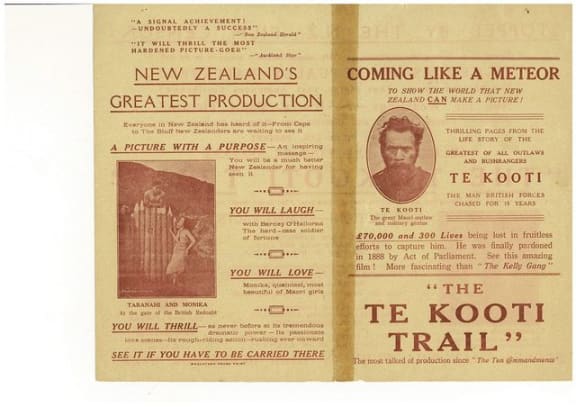 "A SIGNAL ACHIEVEMENT!
—UNDOUBTEDLY A SUCCESS"
—"New Zealand Herald"
"IT WILL THRILL THE MOST
HARDENED PICTURE-GOER"
—"Auckland Star"
NEW ZEALAND'S
GREATEST PRODUCTION
Everyone in New Zealand has heard of it—From Cape
to The Bluff New Zealanders are waiting to see it
A PICTURE WITH A PURPOSE—An inspiring
message—
You will be a much better
New Zealander for having
seen it
YOU WILL LAUGH—
with Barney O'Halloran
The hard-case soldier
of fortune
YOU WILL LOVE—
Monika, quaintest, most
beautiful of Maori girls
TARANAHI AND MONIKA
At the gate of the British Redoubt
YOU WILL THRILL—as never before at its tremendous
dramatic power—Its passionate
love scenes—Its rough-riding action—rushing ever onward
SEE IT IF YOU HAVE TO BE CARRIED THERE
COMING LIKE A METEOR
TO SHOW THE WORLD THAT NEW
ZEALAND CAN MAKE A PICTURE!
THRILLING PAGES FROM THE
LIFE STORY OF THE
GREATEST OF ALL OUTLAWS
AND BUSHRANGERS
TE KOOTI
THE MAN BRITISH FORCES
CHASED FOR 15 YEARS
TE KOOTI
The great Maori outlaw
and military genius
£70,000 and 300 Lives being lost in fruitless
efforts to capture him. He was finally pardoned
in 1888 by Act of Parliament. See this amazing
film! More fascinating than "The Kelly Gang"
"THE
TE KOOTI
TRAIL"
The most talked of production since "The Ten Commandments"